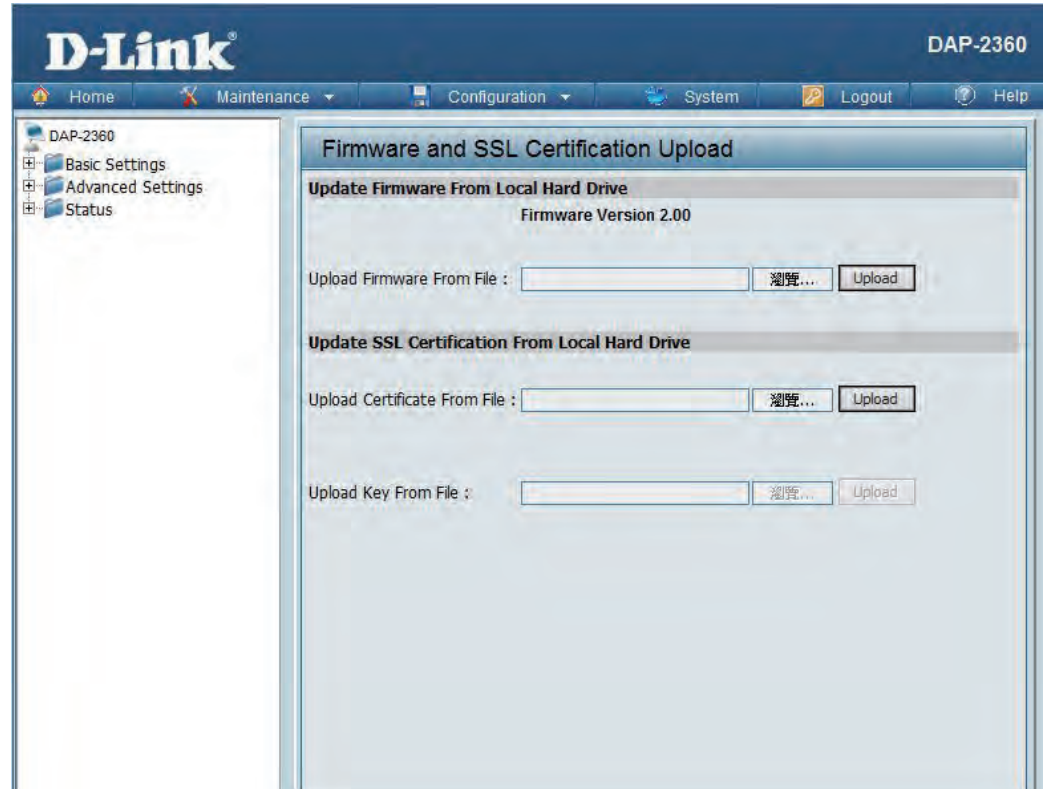 D-Link®
DAP-2360
Home Maintenance Configuration System Logout Help
DAP-2360
Basic Settings
Advanced Settings
Status
Firmware and SSL Certification Upload
Update Firmware From Local Hard Drive
Firmware Version 2.00
Upload Firmware From File : 瀏覽... Upload
Update SSL Certification From Local Hard Drive
Upload Certificate From File : 瀏覽... Upload
Upload Key From File : 瀏覽... Upload